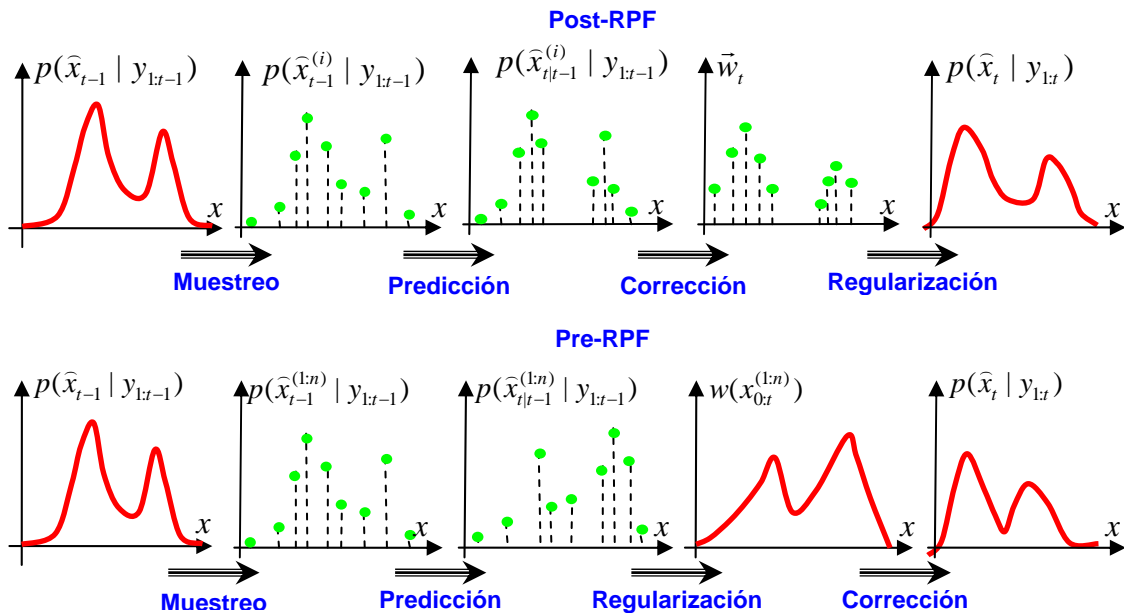 Post-RPF
p(x̂_{t-1} | y_{1:t-1})
p(x̂_{t-1}^{(i)} | y_{1:t-1})
p(x̂_{t|t-1}^{(i)} | y_{1:t-1})
w⃗_t
p(x̂_t | y_{1:t})
x x x x x
Muestreo Predicción Corrección Regularización
Pre-RPF
p(x̂_{t-1} | y_{1:t-1})
p(x̂_{t-1}^{(1:n)} | y_{1:t-1})
p(x̂_{t|t-1}^{(1:n)} | y_{1:t-1})
w(x_{0:t}^{(1:n)})
p(x̂_t | y_{1:t})
x x x x x
Muestreo Predicción Regularización Corrección